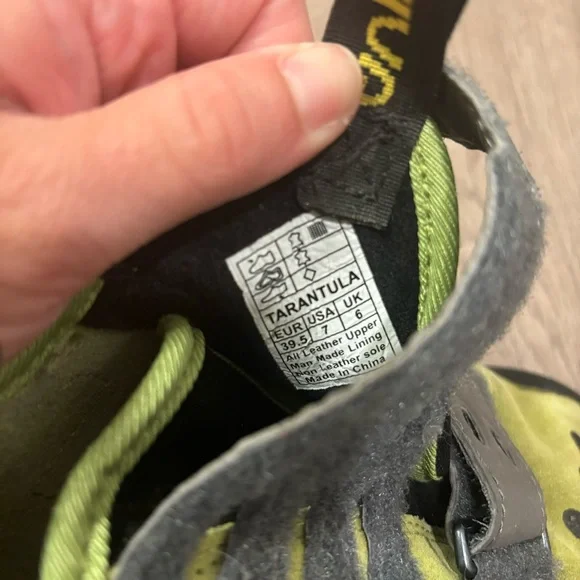 TARANTULA
EUR USA UK
39.5 7 6
All Leather Upper
Man Made Lining
Non Leather sole
Made In China